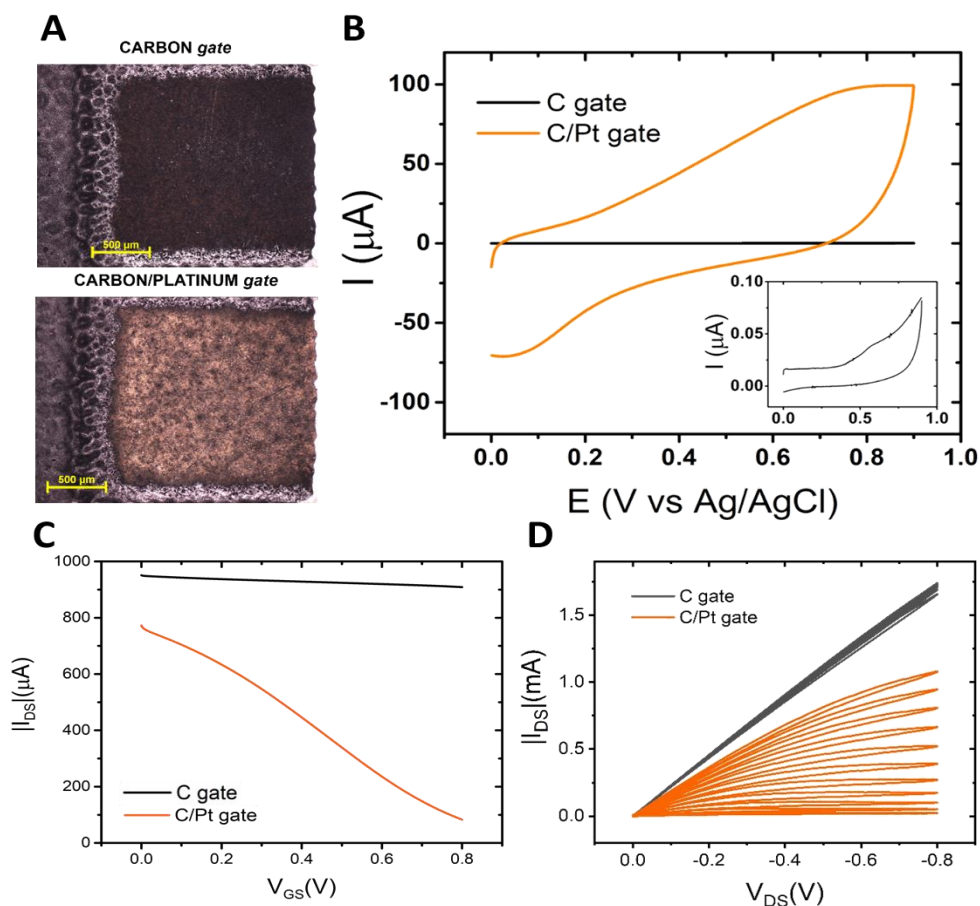 A
CARBON gate
500 µm
CARBON/PLATINUM gate
500 µm
B
C gate
C/Pt gate
I (µA)
100
50
0
-50
-100
0.0 0.2 0.4 0.6 0.8 1.0
E (V vs Ag/AgCl)
I (µA)
0.10
0.05
0.00
0.0 0.5 1.0
C
|I_DS|(µA)
1000
800
600
400
200
0
C gate
C/Pt gate
0.0 0.2 0.4 0.6 0.8
V_GS(V)
D
C gate
C/Pt gate
|I_DS|(mA)
1.5
1.0
0.5
0.0
0.0 -0.2 -0.4 -0.6 -0.8
V_DS(V)